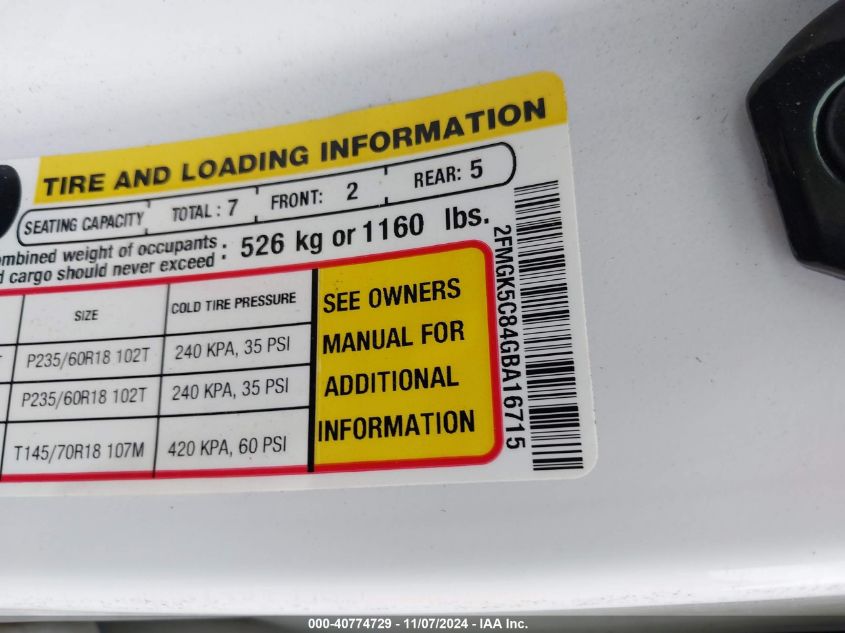 TIRE AND LOADING INFORMATION
SEATING CAPACITY TOTAL : 7 FRONT: 2 REAR: 5
ombined weight of occupants : 526 kg or 1160 lbs.
d cargo should never exceed :
SIZE COLD TIRE PRESSURE
T P235/60R18 102T 240 KPA, 35 PSI
P235/60R18 102T 240 KPA, 35 PSI
T145/70R18 107M 420 KPA, 60 PSI
SEE OWNERS
MANUAL FOR
ADDITIONAL
INFORMATION
2FMGK5C84GBA16715
000-40774729 - 11/07/2024 - IAA Inc.